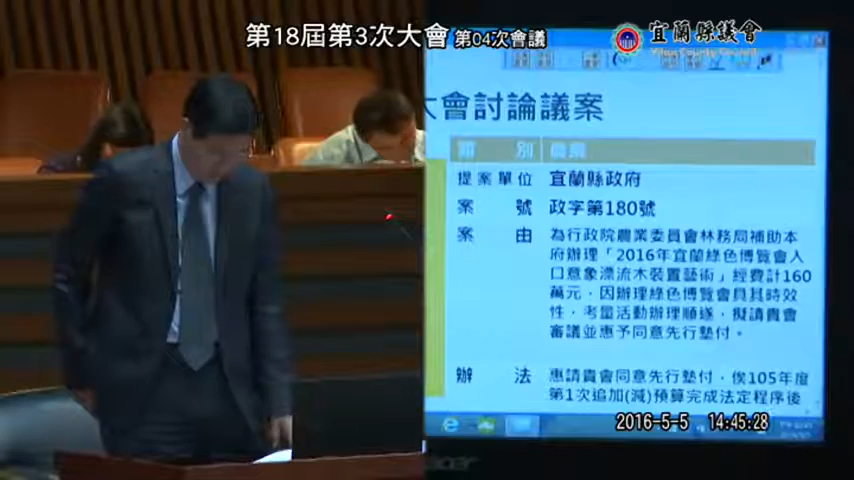 第18屆第3次大會 第04次會議
宜蘭縣議會
大會討論議案
類 別 農業
提案單位 宜蘭縣政府
案 號 政字第180號
案 由 為行政院農業委員會林務局補助本
府辦理「2016年宜蘭綠色博覽會入
口意象漂流木裝置藝術」經費計160
萬元，因辦理綠色博覽會具其時效
性，考量活動辦理順遂，擬請貴會
審議並惠予同意先行墊付。
辦 法 惠請貴會同意先行墊付，俟105年度
第1次追加(減)預算完成法定程序後
2016-5-5 14:45:28
acer